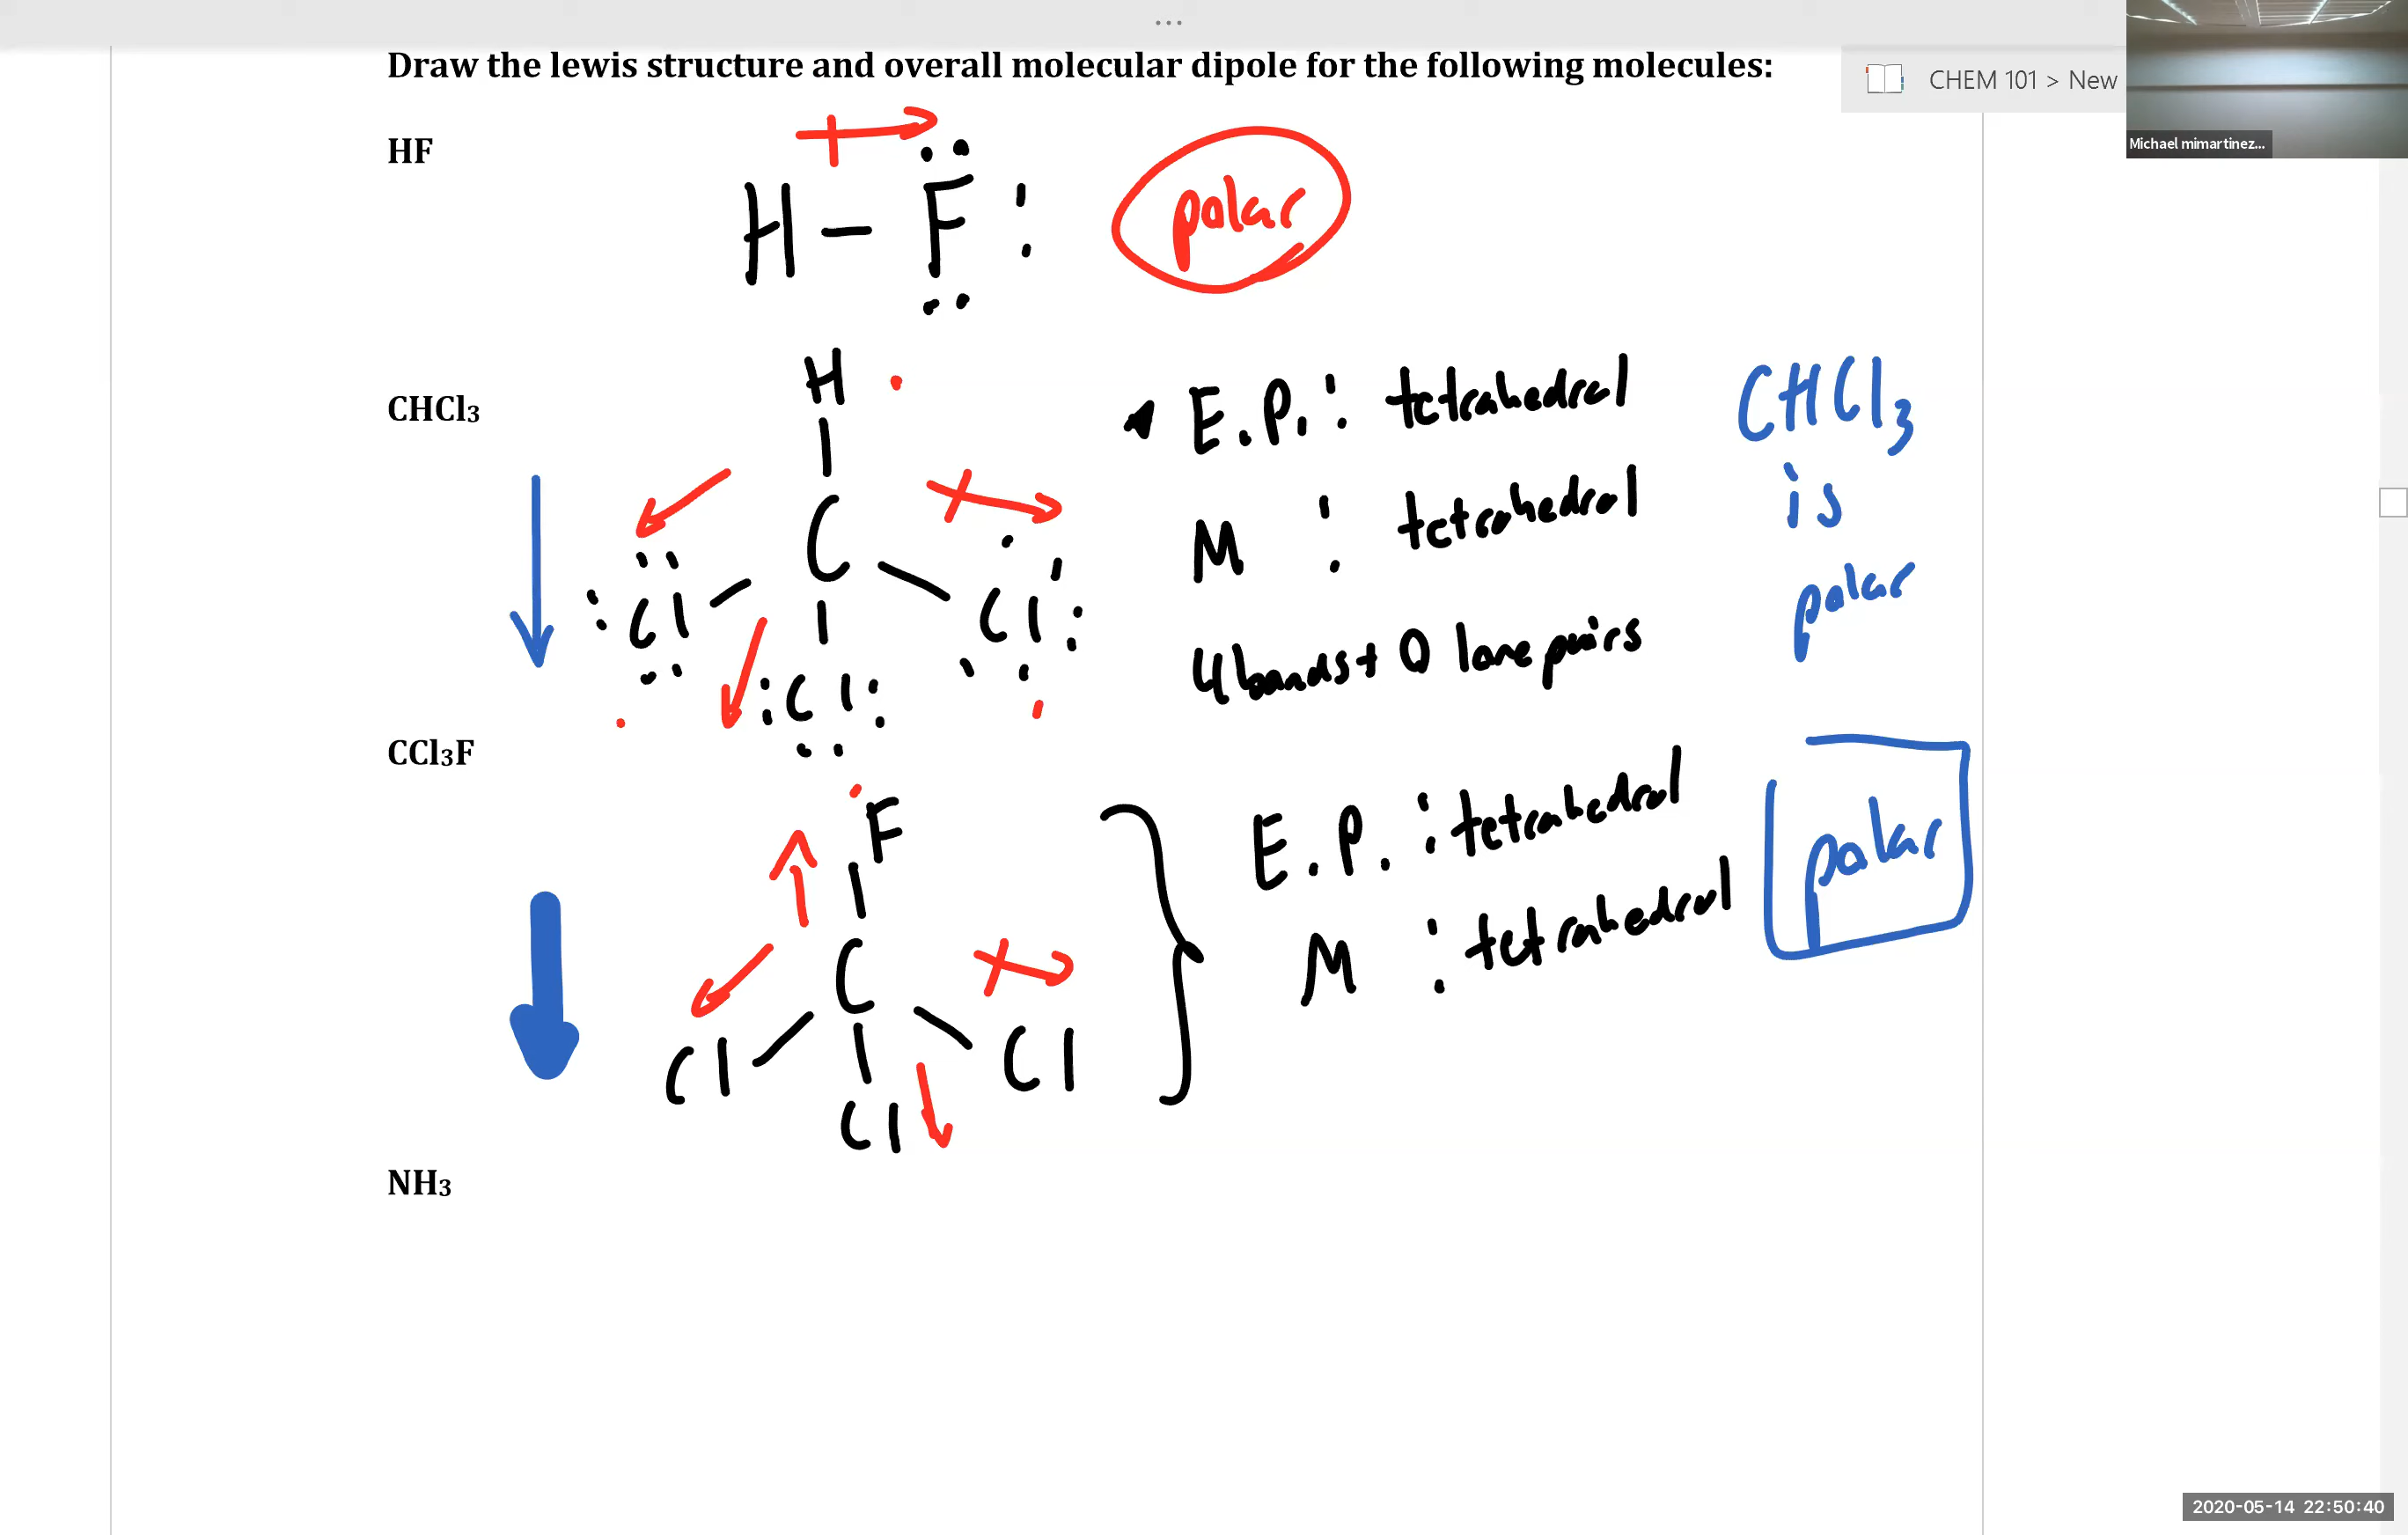 ...
Draw the lewis structure and overall molecular dipole for the following molecules:
CHEM 101 > New
Michael mimartinez...
HF
H – F
polar
CHCl3
H
C
Cl
Cl
Cl
E.P.: tetrahedral
M : tetrahedral
4 bonds + 0 lone pairs
CHCl3
is
polar
CCl3F
F
C
Cl
Cl
Cl
E.P. : tetrahedral
M : tetrahedral
polar
NH3
2020-05-14 22:50:40